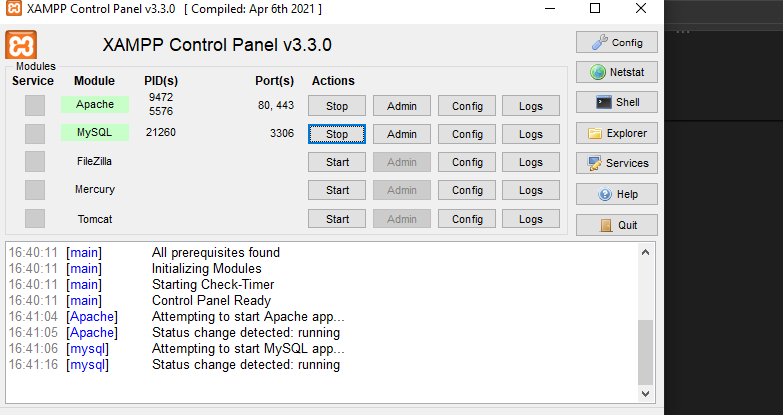 XAMPP Control Panel v3.3.0 [ Compiled: Apr 6th 2021 ]
XAMPP Control Panel v3.3.0
Config
Modules
Service Module PID(s) Port(s) Actions
Netstat
Apache 9472 5576 80, 443 Stop Admin Config Logs
Shell
MySQL 21260 3306 Stop Admin Config Logs
Explorer
FileZilla Start Admin Config Logs
Services
Mercury Start Admin Config Logs
Help
Tomcat Start Admin Config Logs
Quit
16:40:11 [main] All prerequisites found
16:40:11 [main] Initializing Modules
16:40:11 [main] Starting Check-Timer
16:40:11 [main] Control Panel Ready
16:41:04 [Apache] Attempting to start Apache app...
16:41:05 [Apache] Status change detected: running
16:41:06 [mysql] Attempting to start MySQL app...
16:41:16 [mysql] Status change detected: running